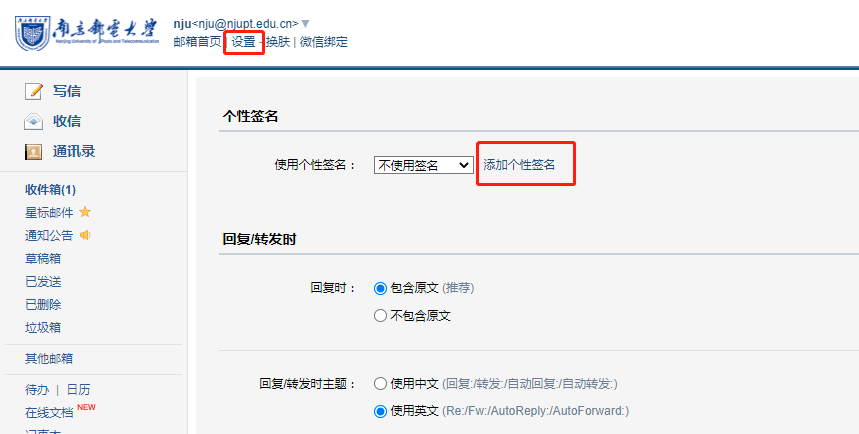 南京邮电大学
Nanjing University of Posts and Telecommunications
nju<nju@njupt.edu.cn>
邮箱首页 | 设置 - 换肤 | 微信绑定
写信
收信
通讯录
收件箱(1)
星标邮件
通知公告
草稿箱
已发送
已删除
垃圾箱
其他邮箱
待办 | 日历
在线文档 NEW
个性签名
使用个性签名： 不使用签名 添加个性签名
回复/转发时
回复时： 包含原文 (推荐)
不包含原文
回复/转发时主题： 使用中文 (回复:/转发:/自动回复:/自动转发:)
使用英文 (Re:/Fw:/AutoReply:/AutoForward:)